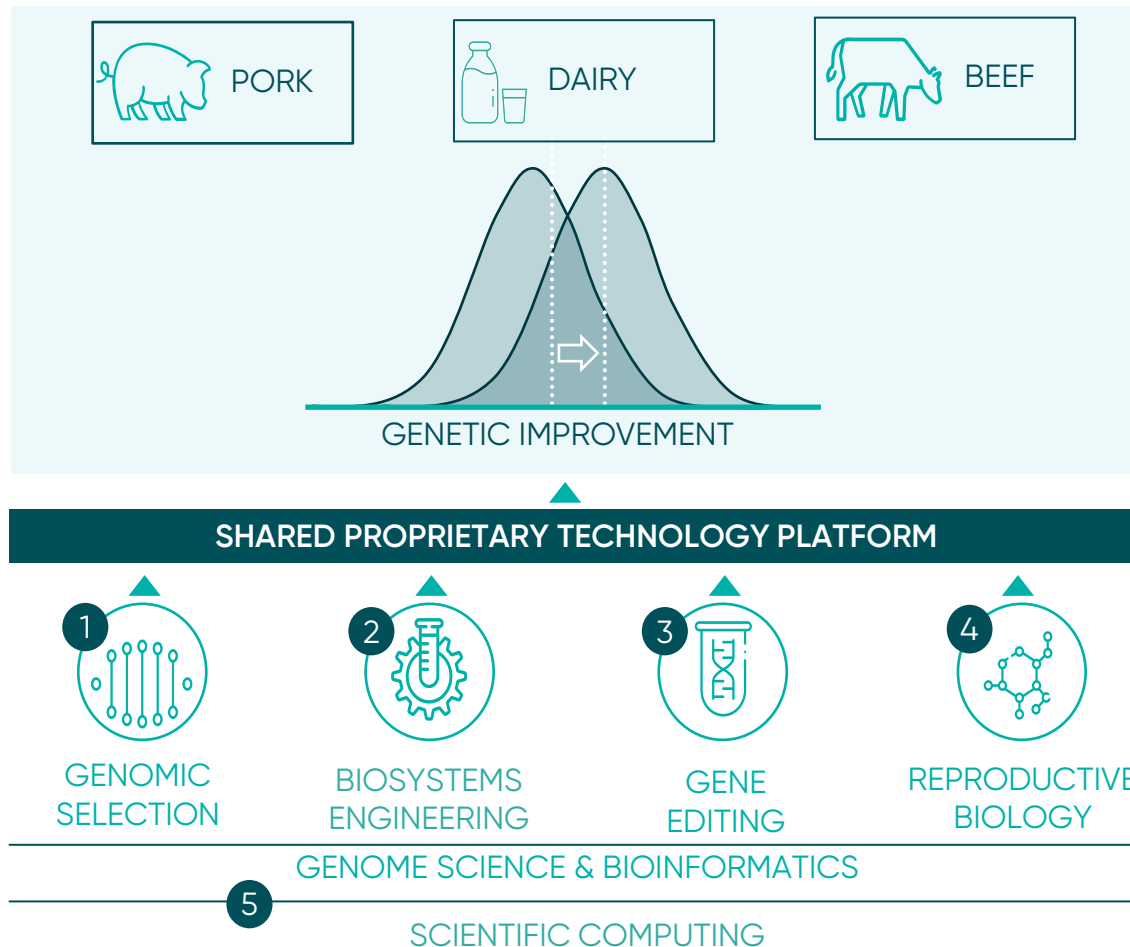 PORK
DAIRY
BEEF
GENETIC IMPROVEMENT
SHARED PROPRIETARY TECHNOLOGY PLATFORM
1
2
3
4
GENOMIC
SELECTION
BIOSYSTEMS
ENGINEERING
GENE
EDITING
REPRODUCTIVE
BIOLOGY
GENOME SCIENCE & BIOINFORMATICS
5
SCIENTIFIC COMPUTING